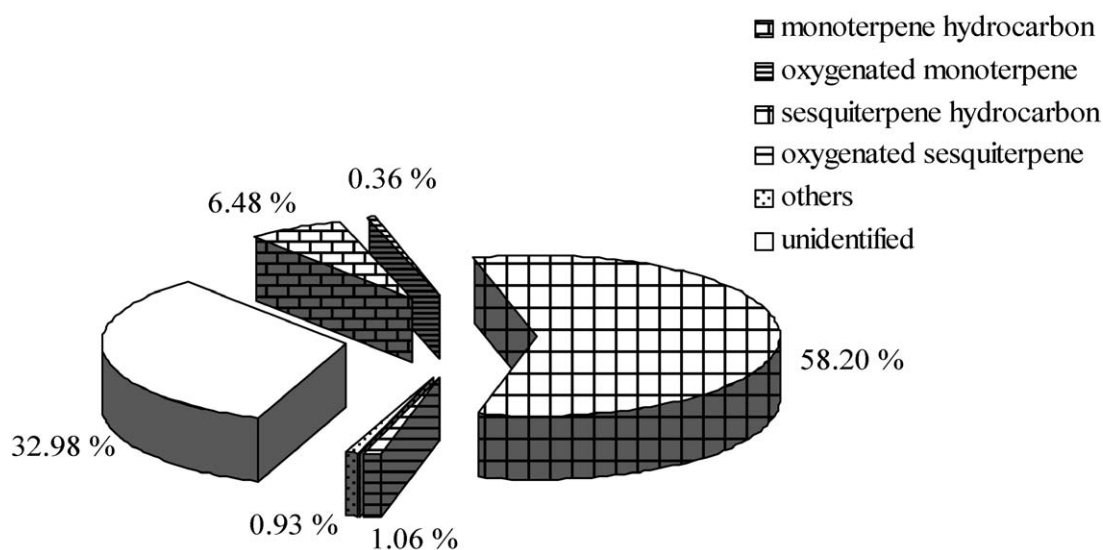 monoterpene hydrocarbon
oxygenated monoterpene
sesquiterpene hydrocarbon
oxygenated sesquiterpene
others
unidentified
0.36 %
6.48 %
58.20 %
32.98 %
0.93 %
1.06 %